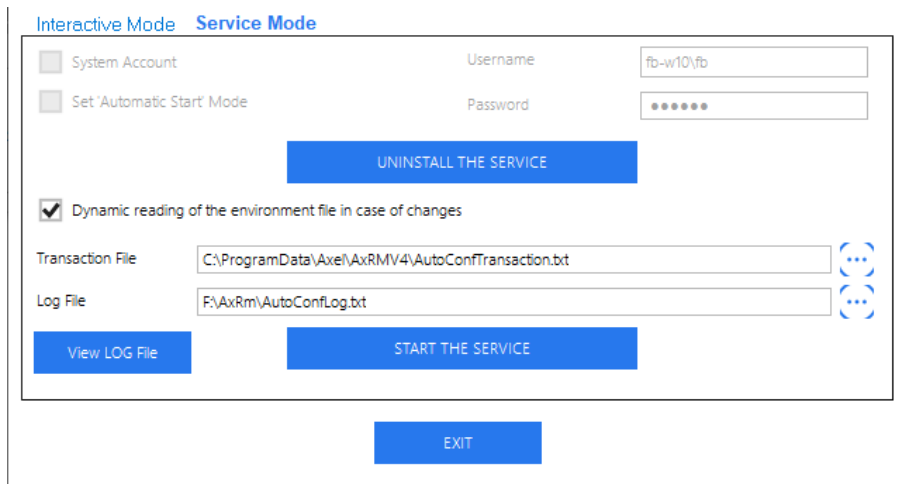 Interactive Mode Service Mode
System Account Username fb-w10\fb
Set 'Automatic Start' Mode Password ●●●●●●
UNINSTALL THE SERVICE
Dynamic reading of the environment file in case of changes
Transaction File C:\ProgramData\Axel\AxRMV4\AutoConfTransaction.txt ...
Log File F:\AxRm\AutoConfLog.txt ...
View LOG File START THE SERVICE
EXIT